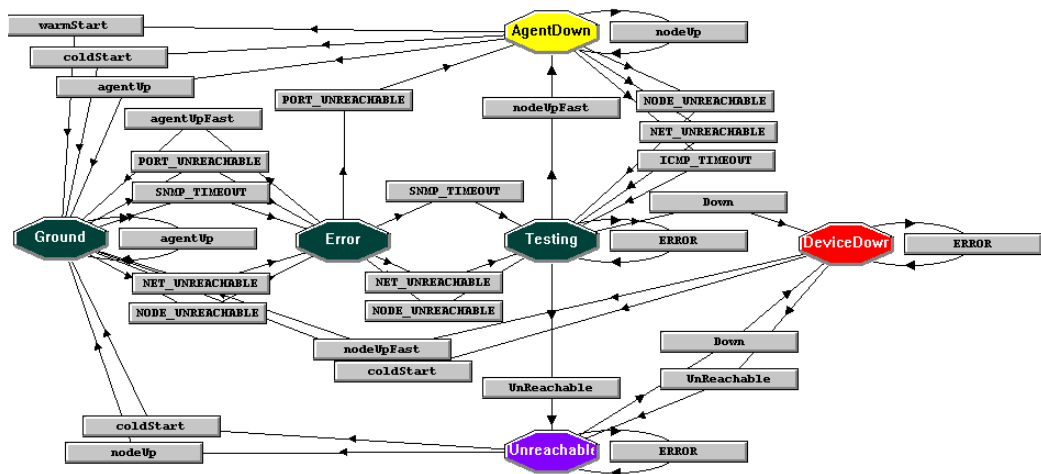 warmStart
AgentDown
nodeUp
coldStart
agentUp
PORT_UNREACHABLE
nodeUpFast
NODE_UNREACHABLE
agentUpFast
NET_UNREACHABLE
PORT_UNREACHABLE
ICMP_TIMEOUT
SNMP_TIMEOUT
SNMP_TIMEOUT
Down
Ground
agentUp
Error
Testing
ERROR
DeviceDowr
ERROR
NET_UNREACHABLE
NET_UNREACHABLE
NODE_UNREACHABLE
NODE_UNREACHABLE
nodeUpFast
Down
coldStart
UnReachable
UnReachable
coldStart
nodeUp
Unreachable
ERROR